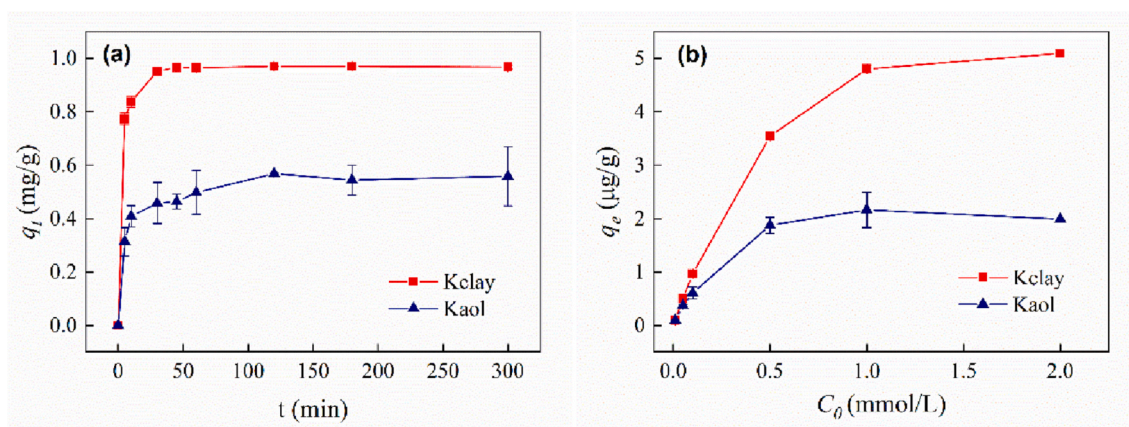 (a)
1.0
0.8
0.6
0.4
0.2
0.0
q_t (mg/g)
Kclay
Kaol
0 50 100 150 200 250 300
t (min)
(b)
5
4
3
2
1
0
q_e (μg/g)
Kclay
Kaol
0.0 0.5 1.0 1.5 2.0
C_0 (mmol/L)